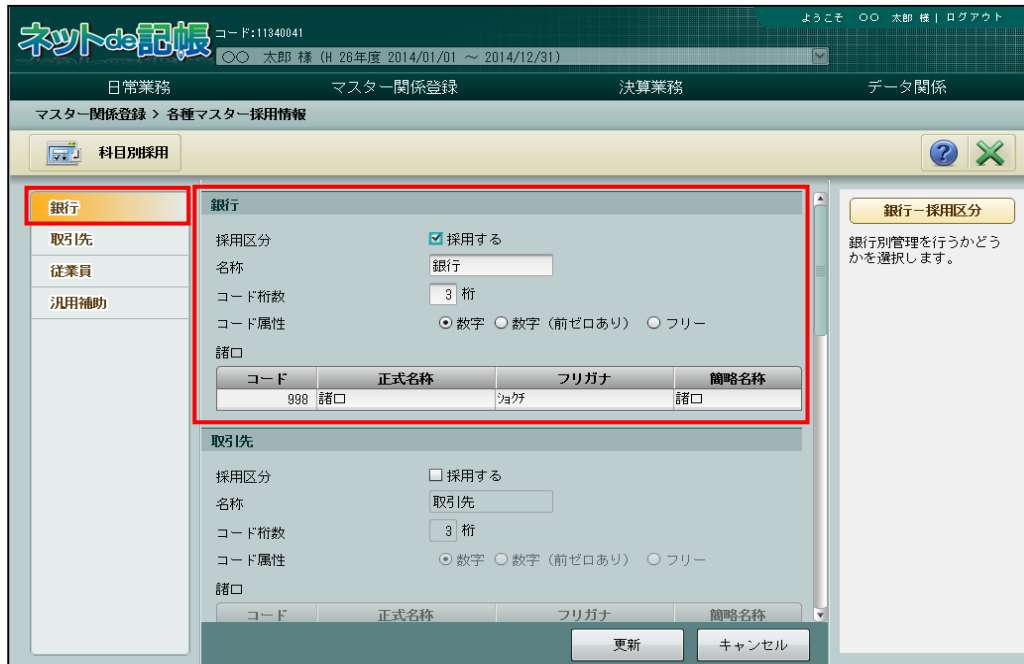 ようこそ 〇〇 太郎 様 | ログアウト
ネットde記帳 コード:11340041
〇〇 太郎 様 (H 26年度 2014/01/01 ～ 2014/12/31)
日常業務 マスター関係登録 決算業務 データ関係
マスター関係登録 > 各種マスター採用情報
科目別採用
銀行
取引先
従業員
汎用補助
銀行
採用区分 採用する
名称 銀行
コード桁数 3 桁
コード属性 数字 数字（前ゼロあり） フリー
諸口
コード 正式名称 フリガナ 簡略名称
998 諸口 ｼｮｸﾁ 諸口
取引先
採用区分 採用する
名称 取引先
コード桁数 3 桁
コード属性 数字 数字（前ゼロあり） フリー
諸口
コード 正式名称 フリガナ 簡略名称
更新 キャンセル
銀行－採用区分
銀行別管理を行うかどう
かを選択します。